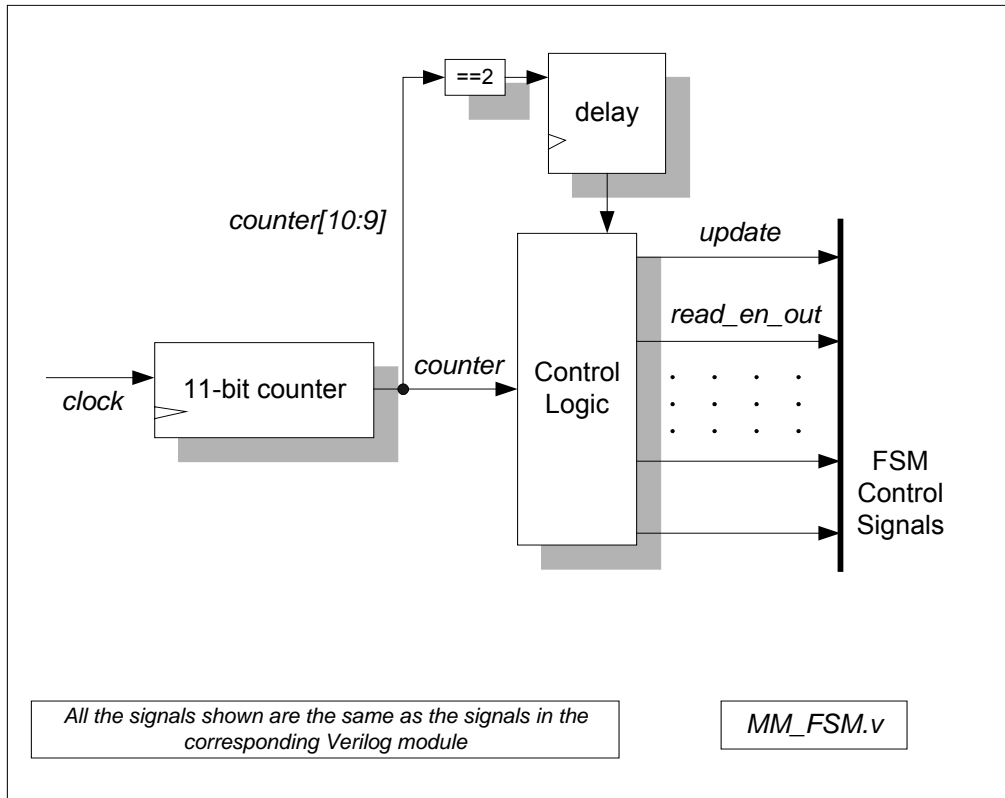 ==2
delay
counter[10:9]
update
read_en_out
clock
11-bit counter
counter
Control
Logic
FSM
Control
Signals
All the signals shown are the same as the signals in the
corresponding Verilog module
MM_FSM.v